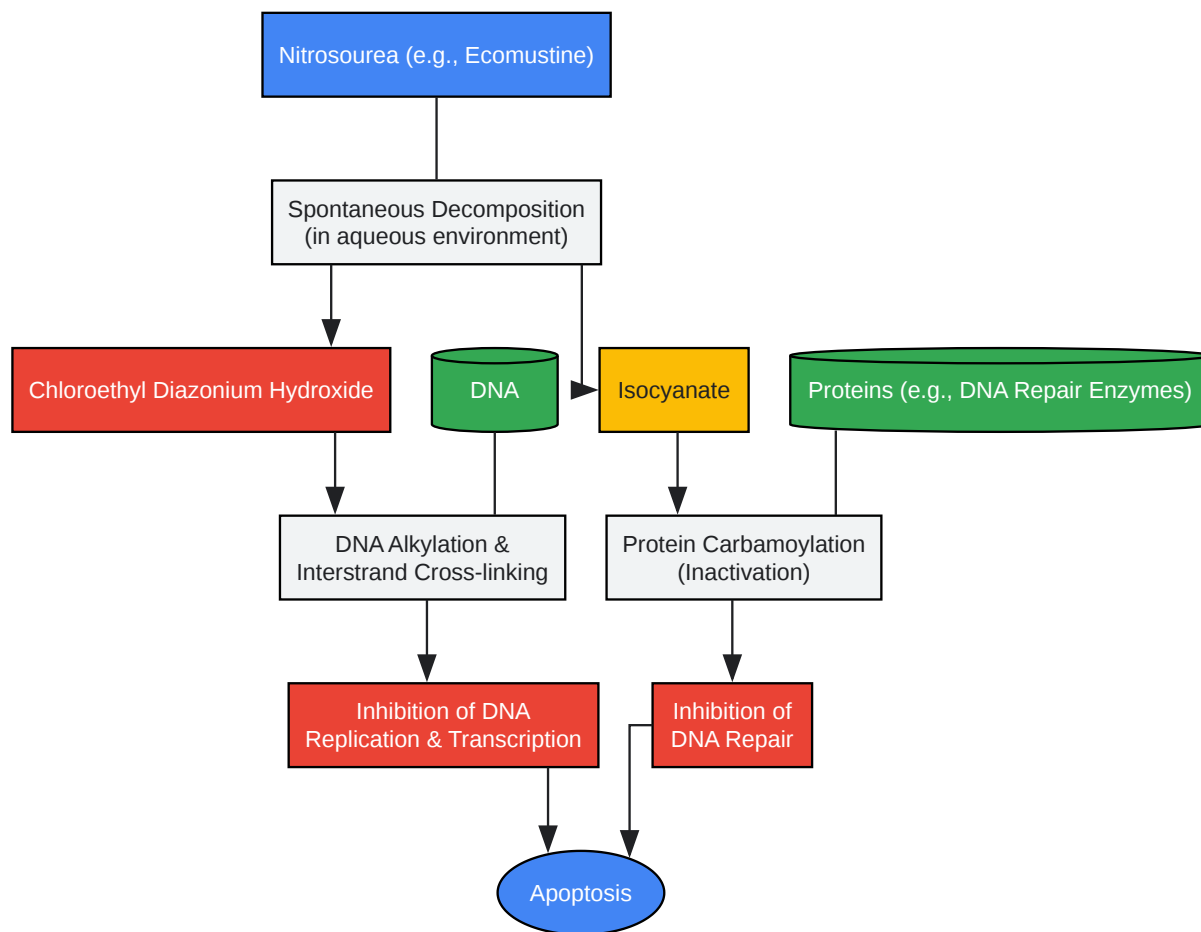 Nitrosourea (e.g., Ecomustine)
Spontaneous Decomposition
(in aqueous environment)
Chloroethyl Diazonium Hydroxide
DNA
Isocyanate
Proteins (e.g., DNA Repair Enzymes)
DNA Alkylation &
Interstrand Cross-linking
Protein Carbamoylation
(Inactivation)
Inhibition of DNA
Replication & Transcription
Inhibition of
DNA Repair
Apoptosis